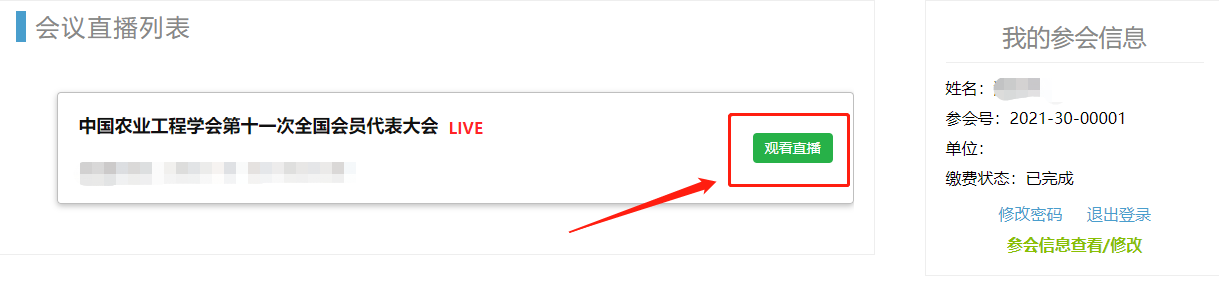 会议直播列表
中国农业工程学会第十一次全国会员代表大会 LIVE
观看直播
我的参会信息
姓名：
参会号：2021-30-00001
单位：
缴费状态：已完成
修改密码 退出登录
参会信息查看/修改